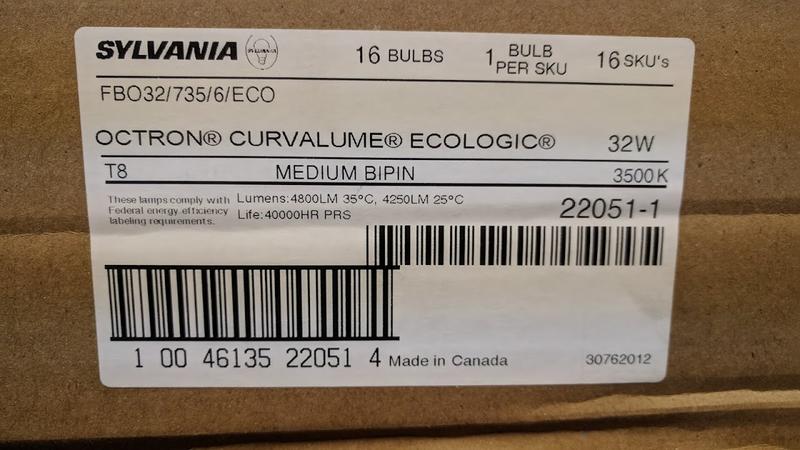 SYLVANIA SYLVANIA 16 BULBS 1 BULB PER SKU 16 SKU's
FBO32/735/6/ECO
OCTRON® CURVALUME® ECOLOGIC® 32W
T8 MEDIUM BIPIN 3500K
These lamps comply with
Federal energy efficiency
labeling requirements.
Lumens:4800LM 35°C, 4250LM 25°C
Life:40000HR PRS
22051-1
1 00 46135 22051 4 Made in Canada 30762012